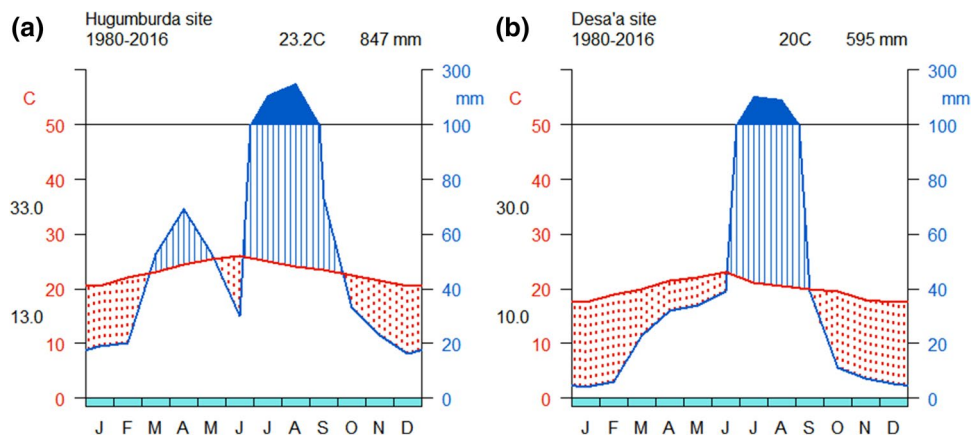 (a) Hugumburda site
1980-2016 23.2C 847 mm
C 300
mm
50 100
40 80
33.0
30 60
20 40
13.0
10 20
0 0
J F M A M J J A S O N D
(b) Desa'a site
1980-2016 20C 595 mm
C 300
mm
50 100
40 80
30.0
30 60
20 40
10.0
10 20
0 0
J F M A M J J A S O N D